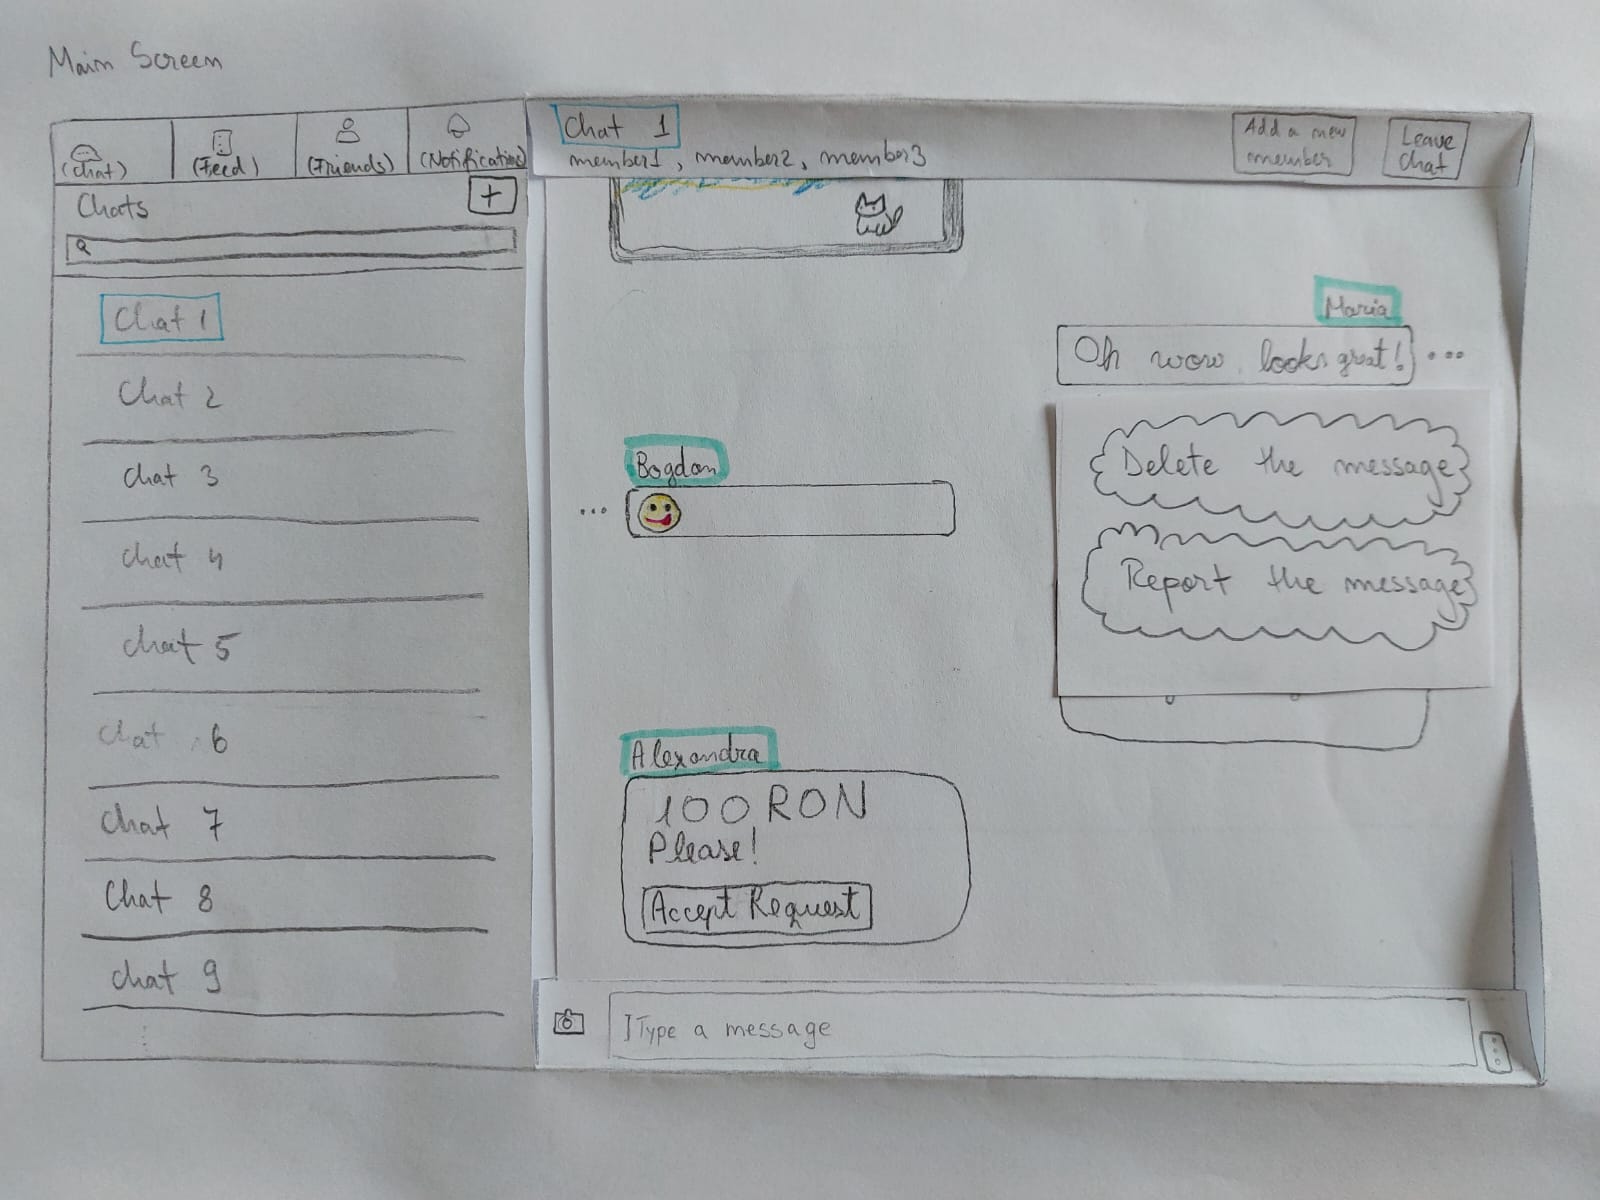 Main Screen
(chat)
(Feed)
(Friends)
(Notification)
Chats
+
Chat 1
Chat 2
Chat 3
Chat 4
Chat 5
Chat 6
Chat 7
Chat 8
Chat 9
Chat 1
member1, member2, member3
Add a new
member
Leave
Chat
Maria
Oh wow, looks great! ...
Delete the message
Report the message
Bogdan
...
Alexandra
100 RON
Please!
Accept Request
Type a message